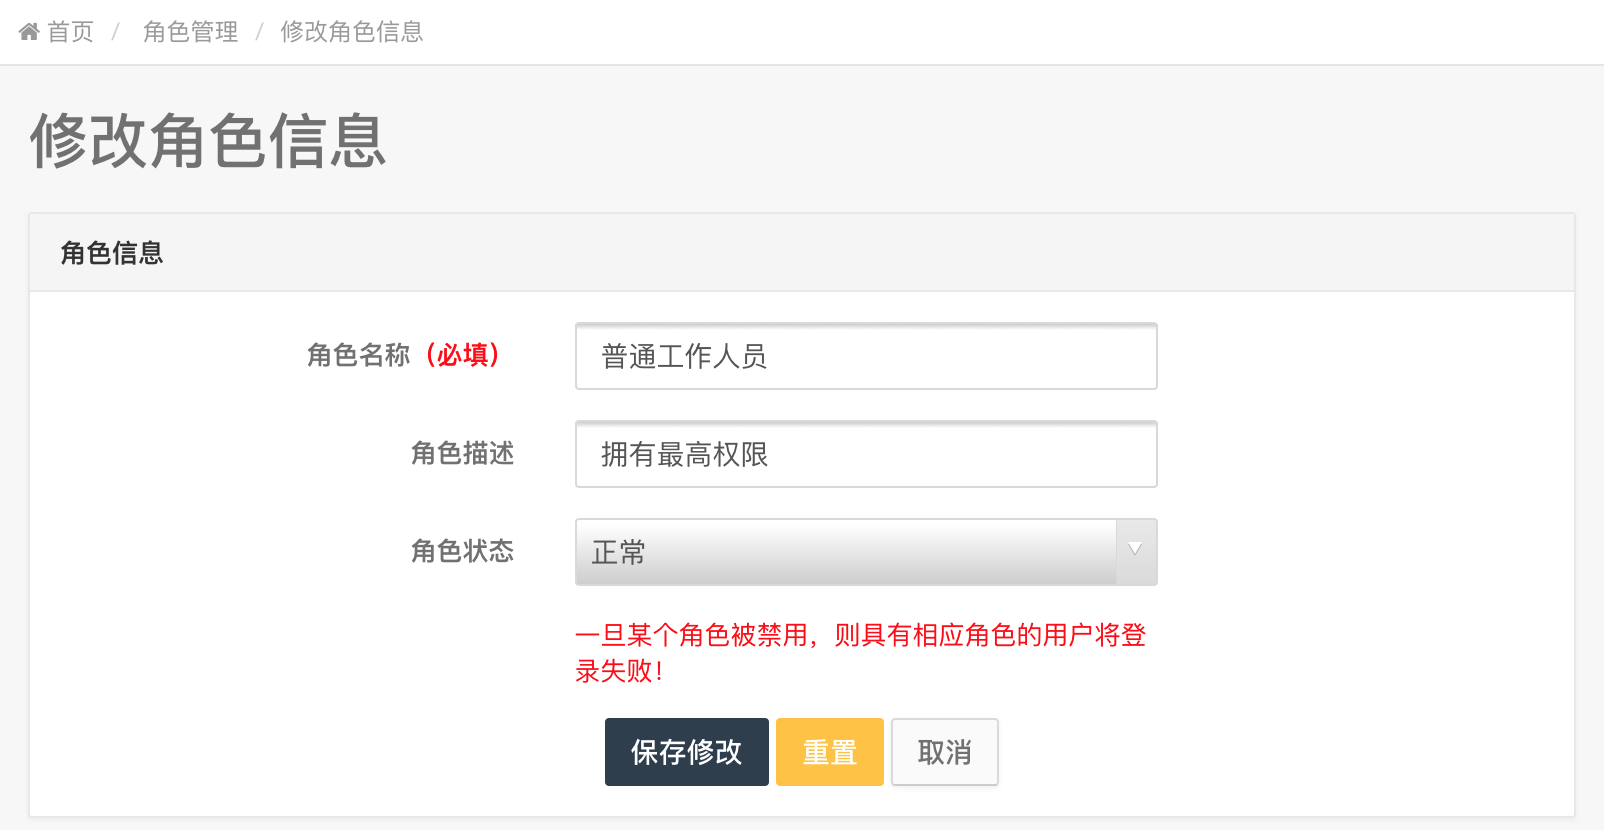 首页 / 角色管理 / 修改角色信息
修改角色信息
角色信息
角色名称（必填）
普通工作人员
角色描述
拥有最高权限
角色状态
正常
一旦某个角色被禁用，则具有相应角色的用户将登
录失败！
保存修改 重置 取消